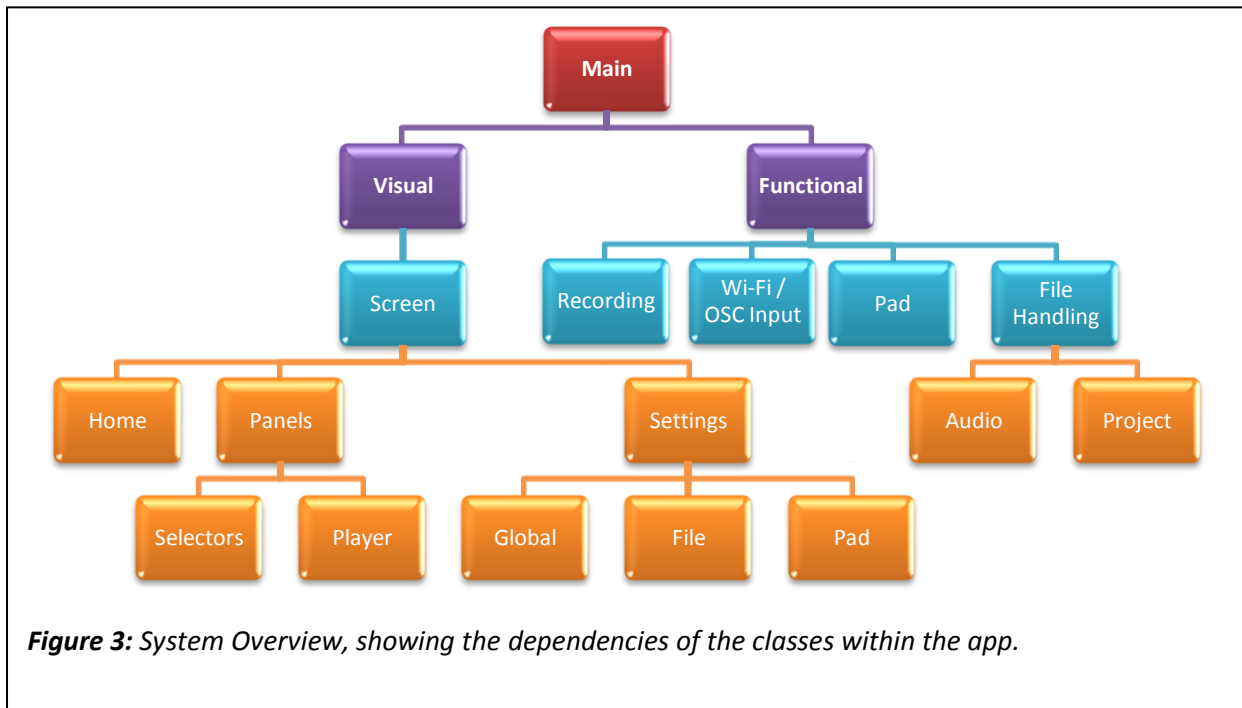 Main
Visual
Functional
Screen
Recording
Wi-Fi /
OSC Input
Pad
File
Handling
Home
Panels
Settings
Audio
Project
Selectors
Player
Global
File
Pad
Figure 3: System Overview, showing the dependencies of the classes within the app.